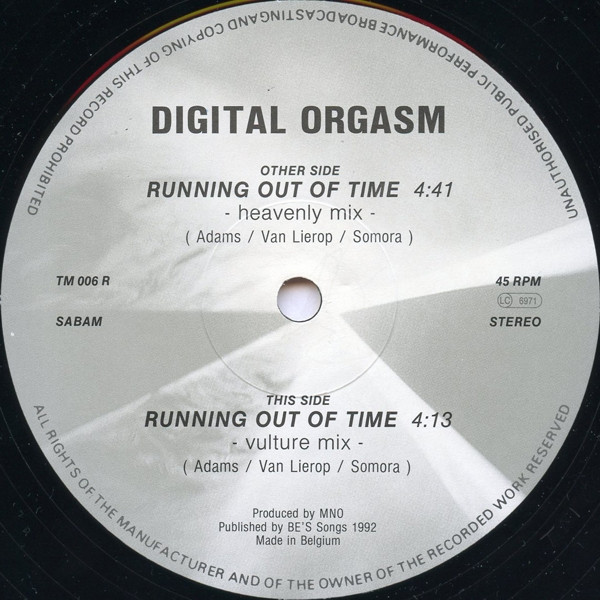 UNAUTHORISED PUBLIC PERFORMANCE BROADCASTING AND COPYING OF THIS RECORD PROHIBITED
DIGITAL ORGASM
OTHER SIDE
RUNNING OUT OF TIME 4:41
- heavenly mix -
( Adams / Van Lierop / Somora )
TM 006 R
45 RPM
LC 6971
SABAM
STEREO
THIS SIDE
RUNNING OUT OF TIME 4:13
- vulture mix -
( Adams / Van Lierop / Somora )
Produced by MNO
Published by BE'S Songs 1992
Made in Belgium
ALL RIGHTS OF THE MANUFACTURER AND OF THE OWNER OF THE RECORDED WORK RESERVED